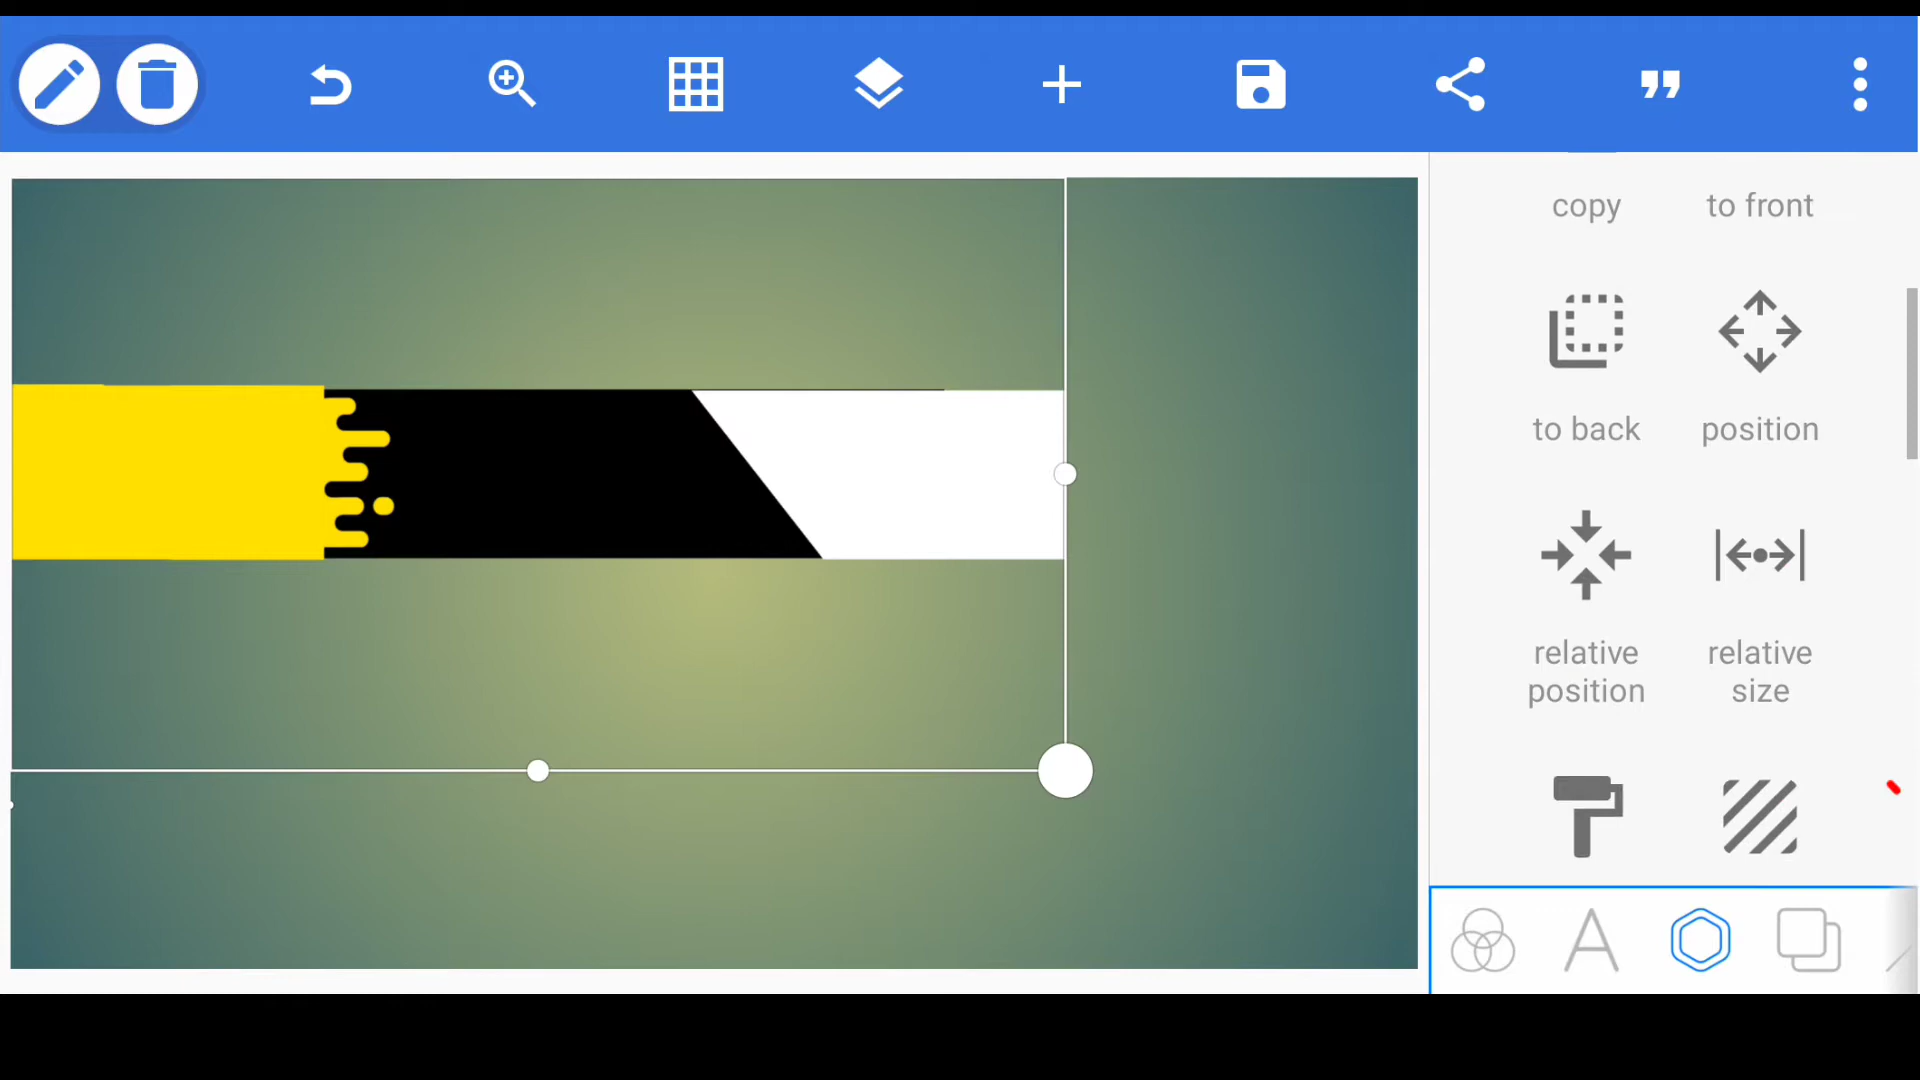 copy to front
to back position
relative relative
position size